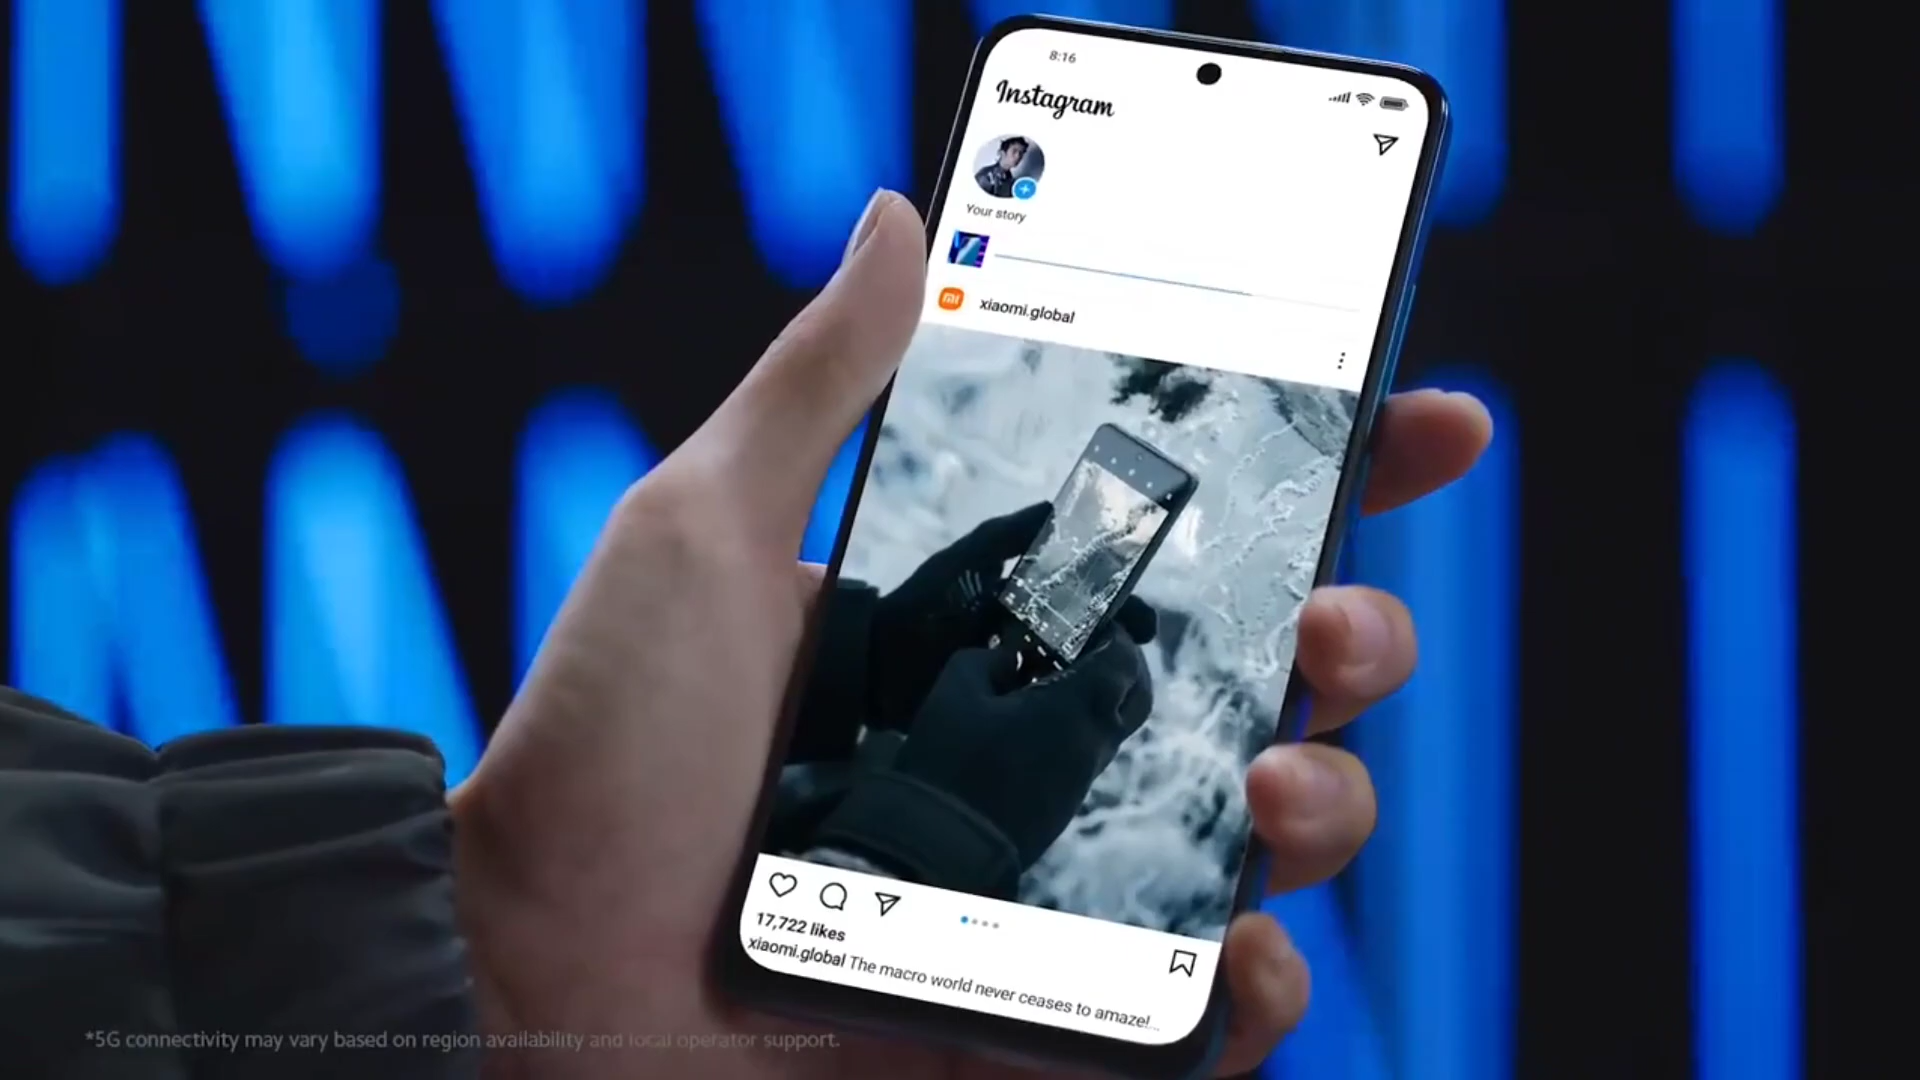 8:16
Instagram
Your story
mi
xiaomi.global
17,722 likes
xiaomi.global The macro world never ceases to amaze!...
*5G connectivity may vary based on region availability and local operator support.